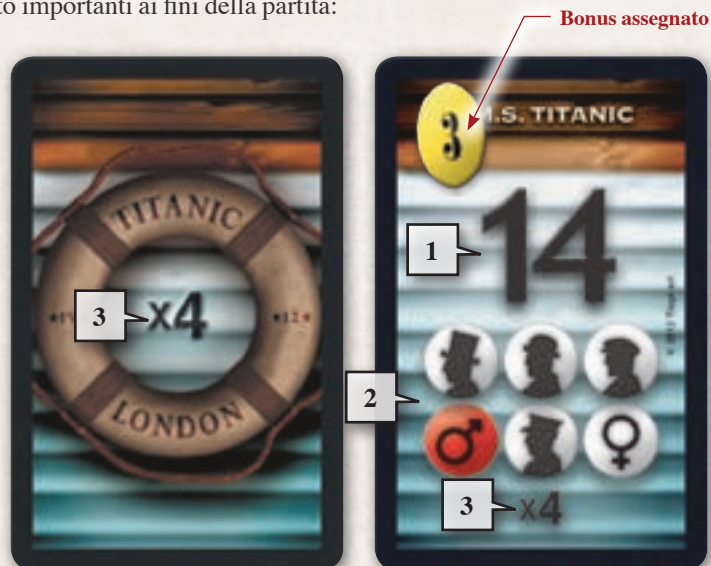 to importanti ai fini della partita:
Bonus assegnato
TITANIC
3 x4
LONDON
3
.S. TITANIC
1 14
2
3 x4